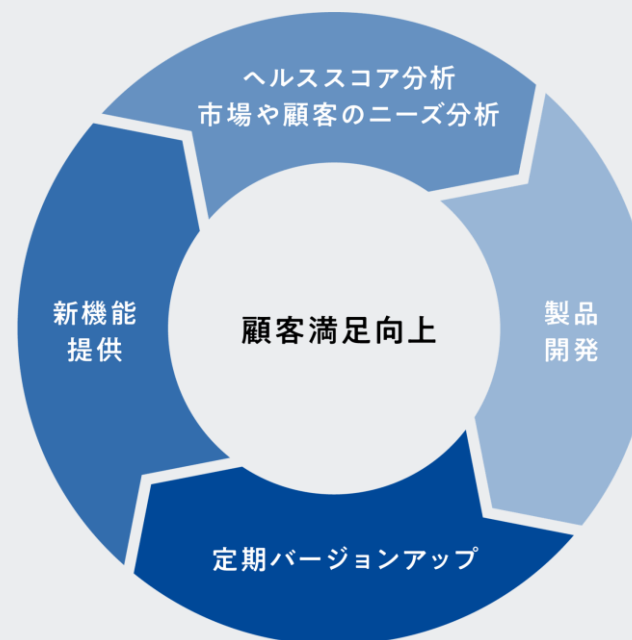 ヘルススコア分析
市場や顧客のニーズ分析
新機能
提供
顧客満足向上
製品
開発
定期バージョンアップ